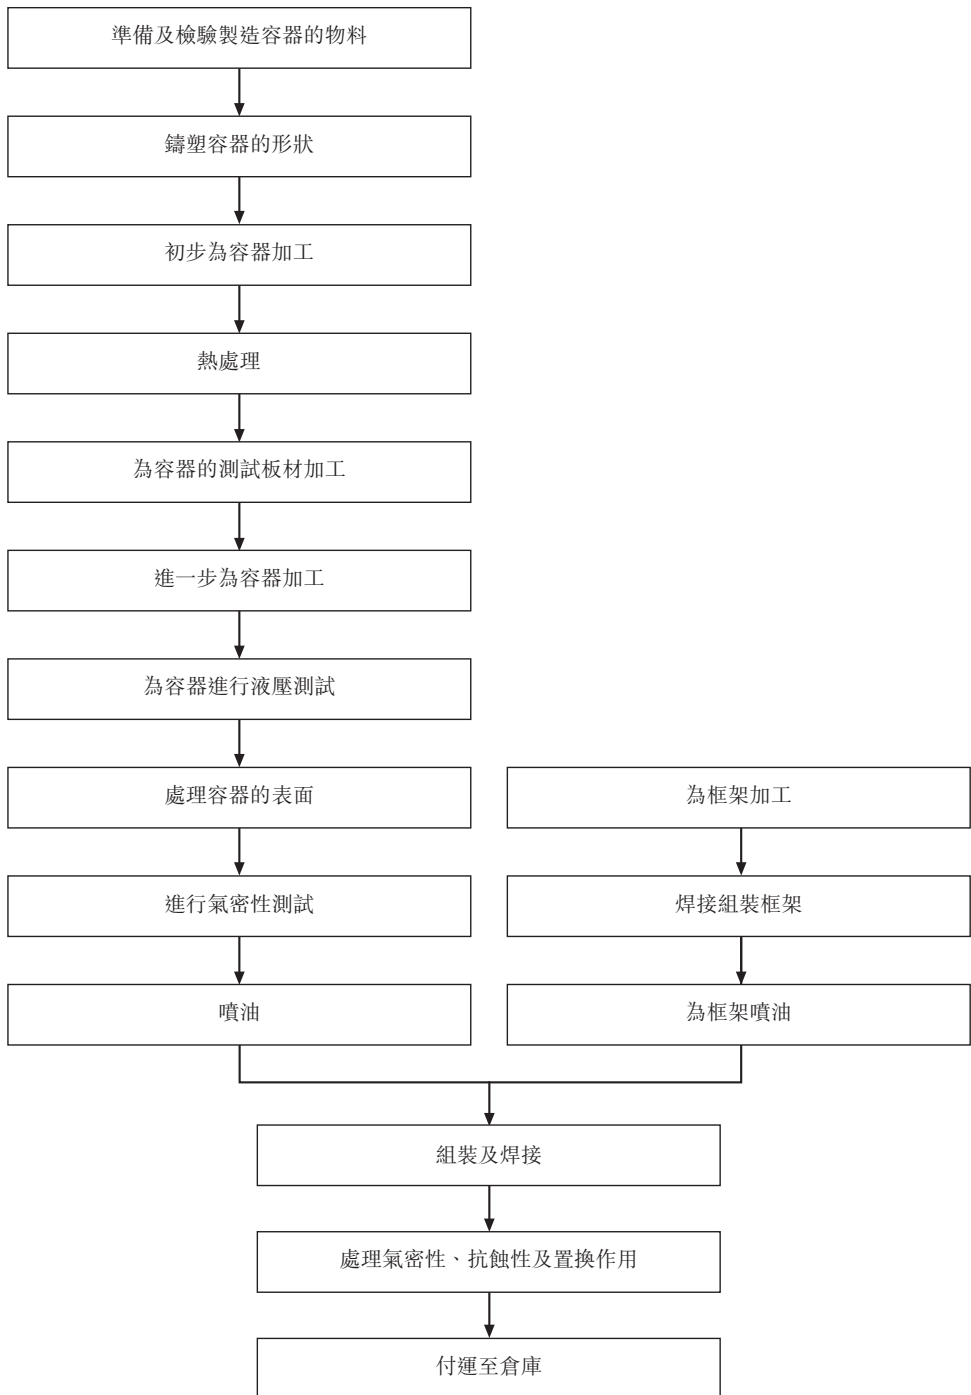 準備及檢驗製造容器的物料
鑄塑容器的形狀
初步為容器加工
熱處理
為容器的測試板材加工
進一步為容器加工
為容器進行液壓測試
處理容器的表面
為框架加工
進行氣密性測試
焊接組裝框架
噴油
為框架噴油
組裝及焊接
處理氣密性、抗蝕性及置換作用
付運至倉庫